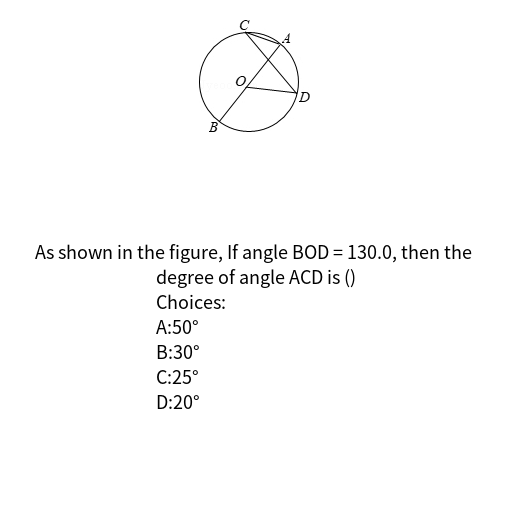 C
A
O
D
B
As shown in the figure, If angle BOD = 130.0, then the
degree of angle ACD is ()
Choices:
A:50°
B:30°
C:25°
D:20°